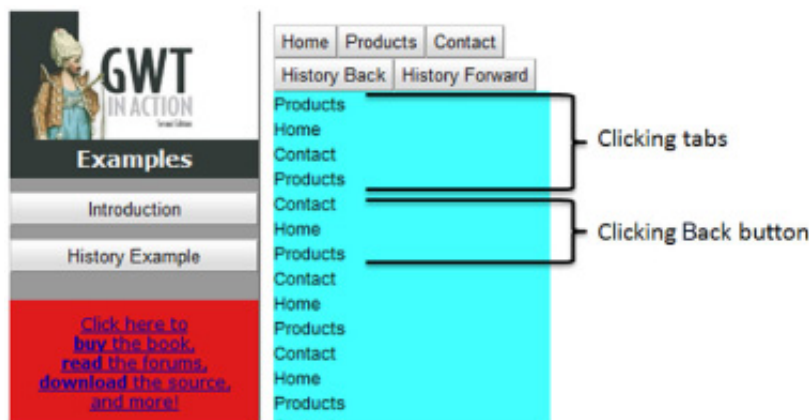 GWT
IN ACTION
Second Edition
Examples
Introduction
History Example
Click here to
buy the book,
read the forums,
download the source,
and more!
Home Products Contact
History Back History Forward
Products
Home
Contact
Products
Contact
Home
Products
Contact
Home
Products
Contact
Home
Products
Clicking tabs
Clicking Back button